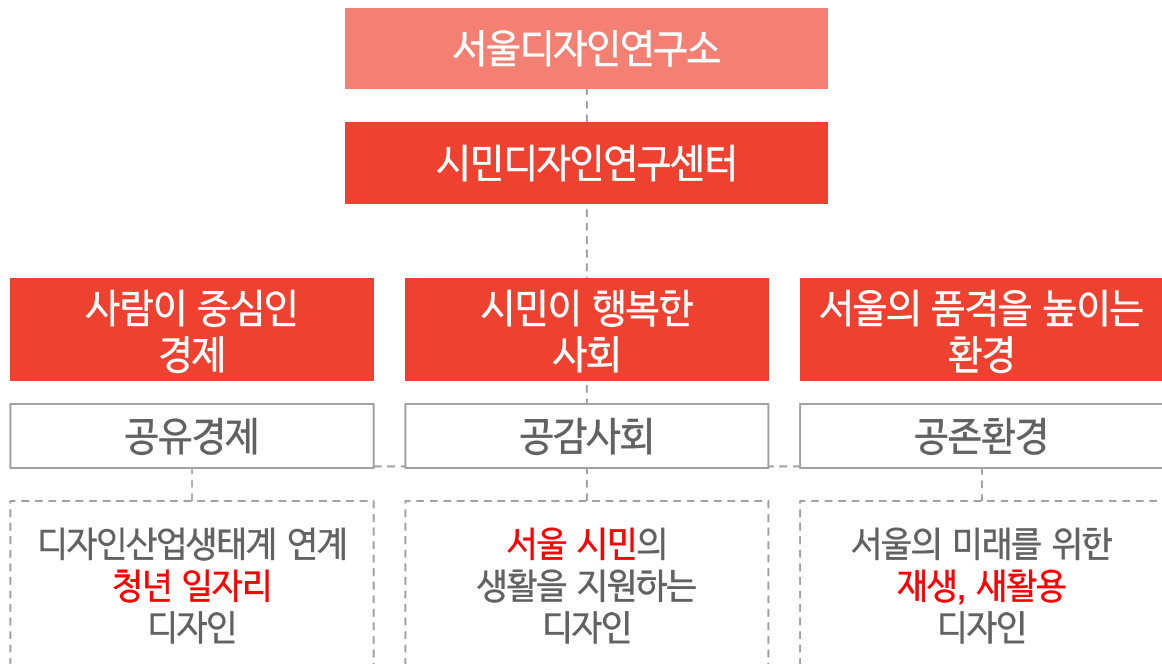 서울디자인연구소
시민디자인연구센터
사람이 중심인
경제
시민이 행복한
사회
서울의 품격을 높이는
환경
공유경제
공감사회
공존환경
디자인산업생태계 연계
청년 일자리
디자인
서울 시민의
생활을 지원하는
디자인
서울의 미래를 위한
재생, 새활용
디자인